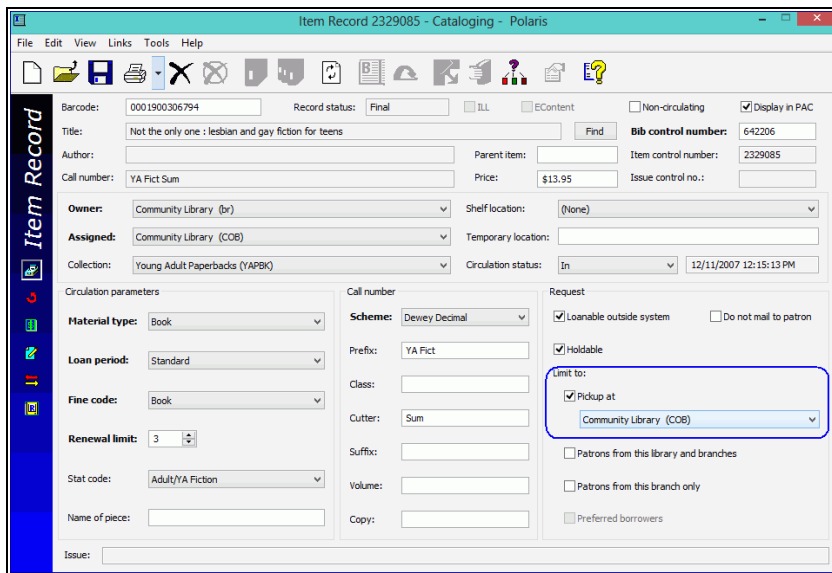 Item Record 2329085 - Cataloging - Polaris
File Edit View Links Tools Help
Item Record
Barcode: 0001900306794 Record status: Final ILL EContent Non-circulating Display in PAC
Title: Not the only one : lesbian and gay fiction for teens Find Bib control number: 642206
Author: Parent item: Item control number: 2329085
Call number: YA Fict Sum Price: $13.95 Issue control no.:
Owner: Community Library (br) Shelf location: (None)
Assigned: Community Library (COB) Temporary location:
Collection: Young Adult Paperbacks (YAPBK) Circulation status: In 12/11/2007 12:15:13 PM
Circulation parameters Call number Request
Material type: Book Scheme: Dewey Decimal Loanable outside system Do not mail to patron
Prefix: YA Fict Holdable
Loan period: Standard
Limit to:
Class: Pickup at
Fine code: Book
Cutter: Sum Community Library (COB)
Renewal limit: 3
Suffix: Patrons from this library and branches
Stat code: Adult/YA Fiction Volume: Patrons from this branch only
Name of piece: Copy: Preferred borrowers
Issue: